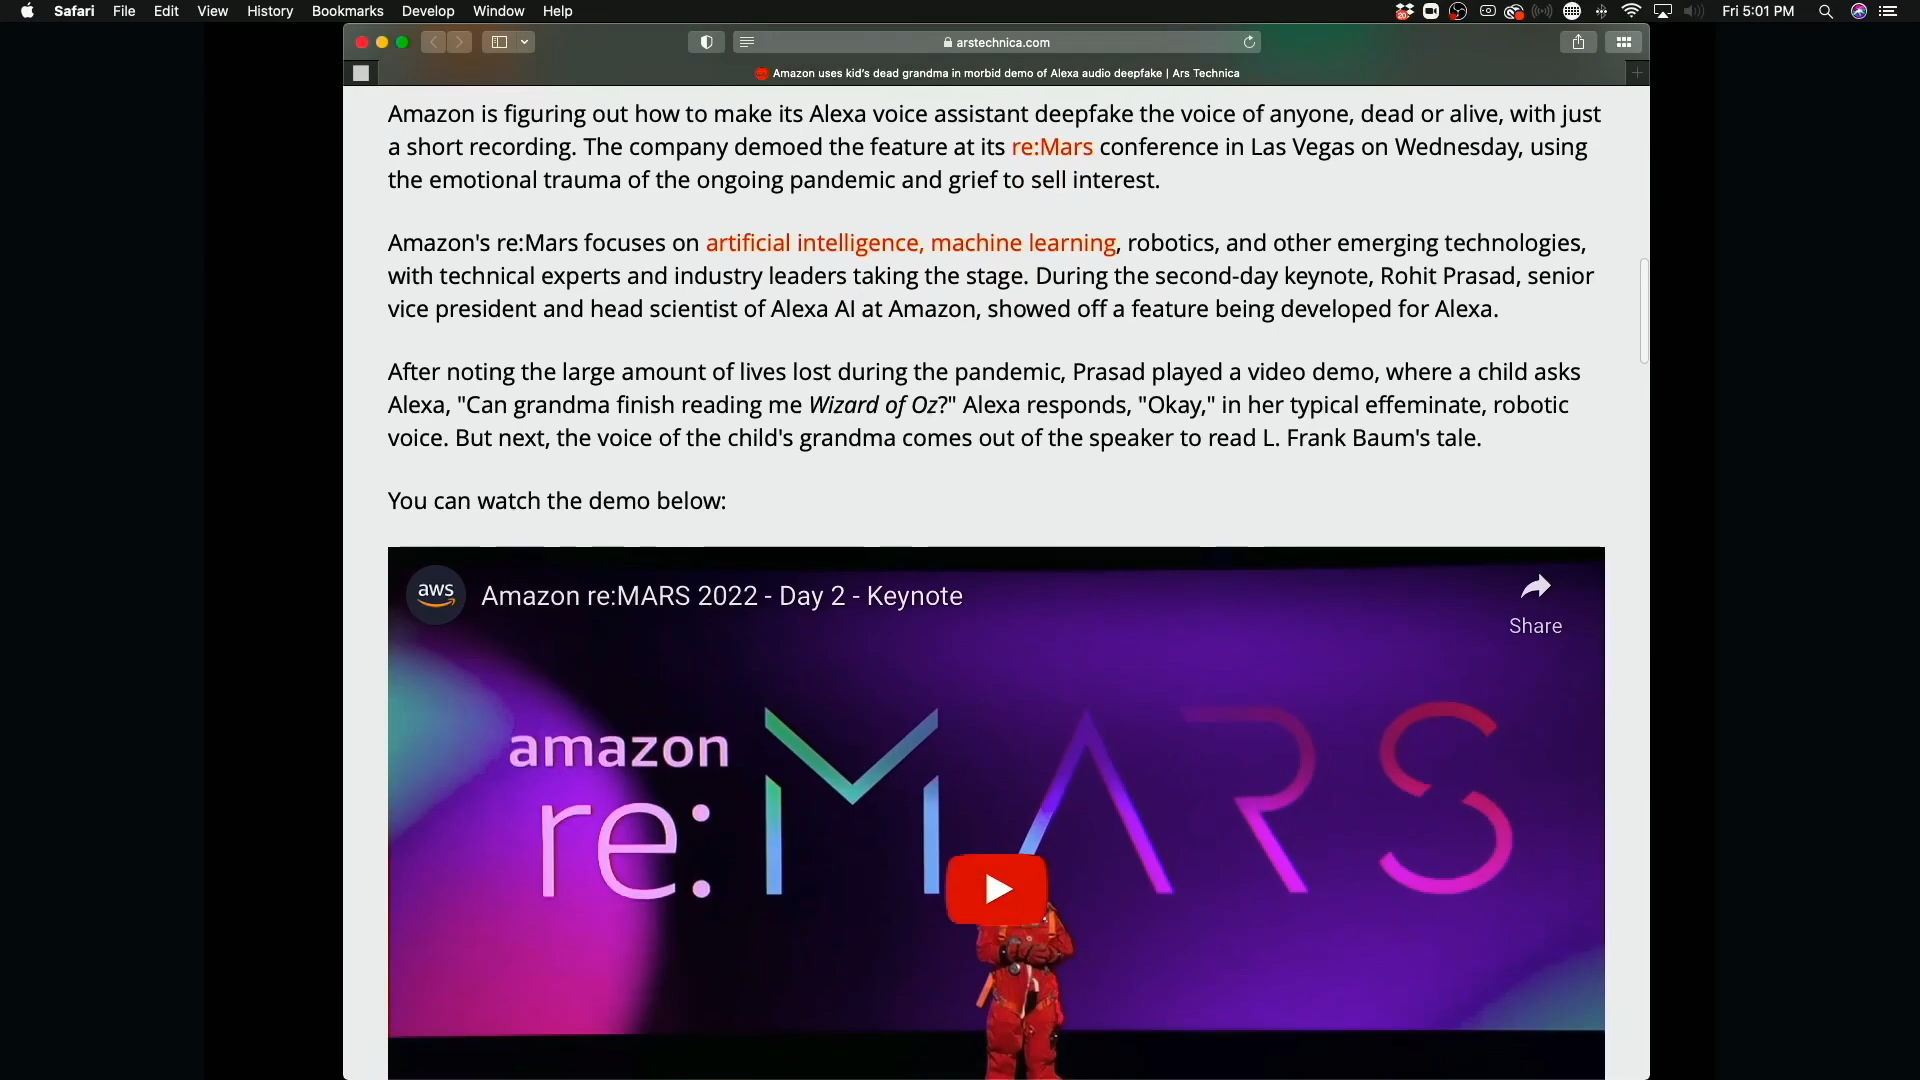 Safari File Edit View History Bookmarks Develop Window Help Fri 5:01 PM
arstechnica.com
Amazon uses kid's dead grandma in morbid demo of Alexa audio deepfake | Ars Technica
Amazon is figuring out how to make its Alexa voice assistant deepfake the voice of anyone, dead or alive, with just
a short recording. The company demoed the feature at its re:Mars conference in Las Vegas on Wednesday, using
the emotional trauma of the ongoing pandemic and grief to sell interest.
Amazon's re:Mars focuses on artificial intelligence, machine learning, robotics, and other emerging technologies,
with technical experts and industry leaders taking the stage. During the second-day keynote, Rohit Prasad, senior
vice president and head scientist of Alexa AI at Amazon, showed off a feature being developed for Alexa.
After noting the large amount of lives lost during the pandemic, Prasad played a video demo, where a child asks
Alexa, "Can grandma finish reading me Wizard of Oz?" Alexa responds, "Okay," in her typical effeminate, robotic
voice. But next, the voice of the child's grandma comes out of the speaker to read L. Frank Baum's tale.
You can watch the demo below:
aws Amazon re:MARS 2022 - Day 2 - Keynote
Share
amazon
re:MARS